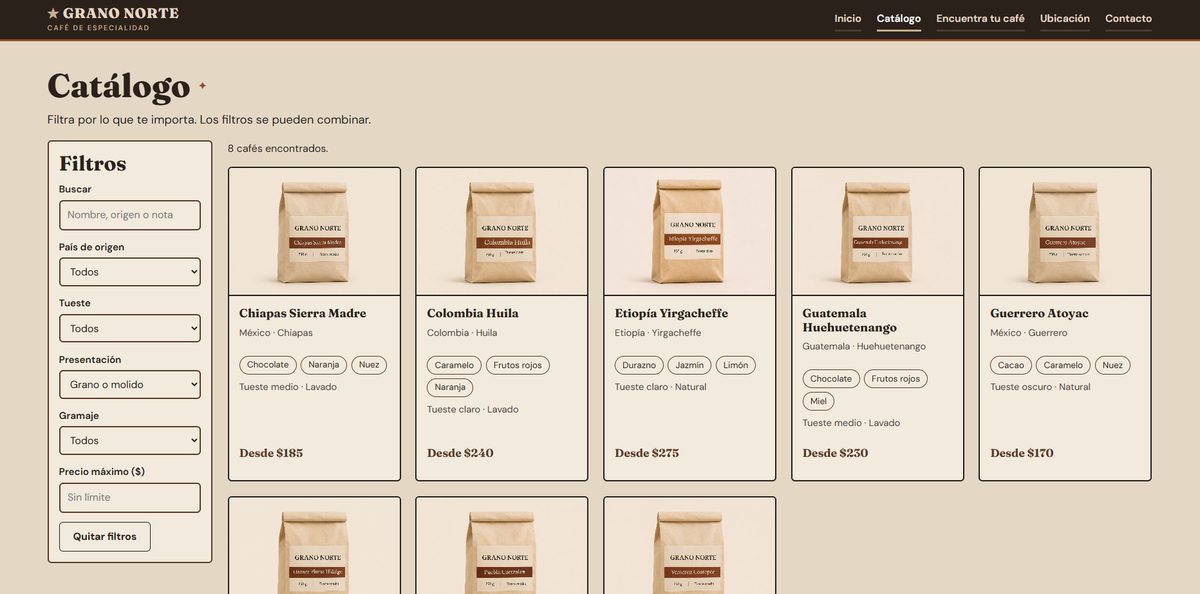 ★ GRANO NORTE
CAFÉ DE ESPECIALIDAD
Inicio
Catálogo
Encuentra tu café
Ubicación
Contacto
Catálogo
Filtra por lo que te importa. Los filtros se pueden combinar.
Filtros
Buscar
Nombre, origen o nota
País de origen
Todos
Tueste
Todos
Presentación
Grano o molido
Gramaje
Todos
Precio máximo ($)
Sin límite
Quitar filtros
8 cafés encontrados.
GRANO NORTE
Chiapas Sierra Madre
Chiapas Sierra Madre
México · Chiapas
Chocolate
Naranja
Nuez
Tueste medio · Lavado
Desde $185
GRANO NORTE
Colombia Huila
Colombia Huila
Colombia · Huila
Caramelo
Frutos rojos
Naranja
Tueste claro · Lavado
Desde $240
GRANO NORTE
Etiopía Yirgacheffe
Etiopía Yirgacheffe
Etiopía · Yirgacheffe
Durazno
Jazmín
Limón
Tueste claro · Natural
Desde $275
GRANO NORTE
Guatemala
Huehuetenango
Guatemala · Huehuetenango
Chocolate
Frutos rojos
Miel
Tueste medio · Lavado
Desde $230
GRANO NORTE
Guerrero Atoyac
Guerrero Atoyac
México · Guerrero
Cacao
Caramelo
Nuez
Tueste oscuro · Natural
Desde $170
GRANO NORTE
GRANO NORTE
GRANO NORTE